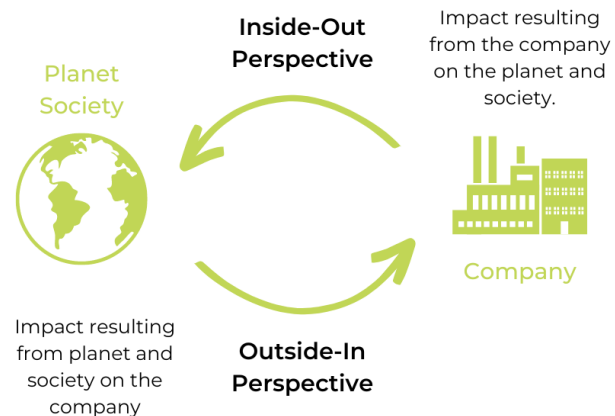 Inside-Out
Perspective
Impact resulting
from the company
on the planet and
society.
Planet
Society
Company
Impact resulting
from planet and
society on the
company
Outside-In
Perspective